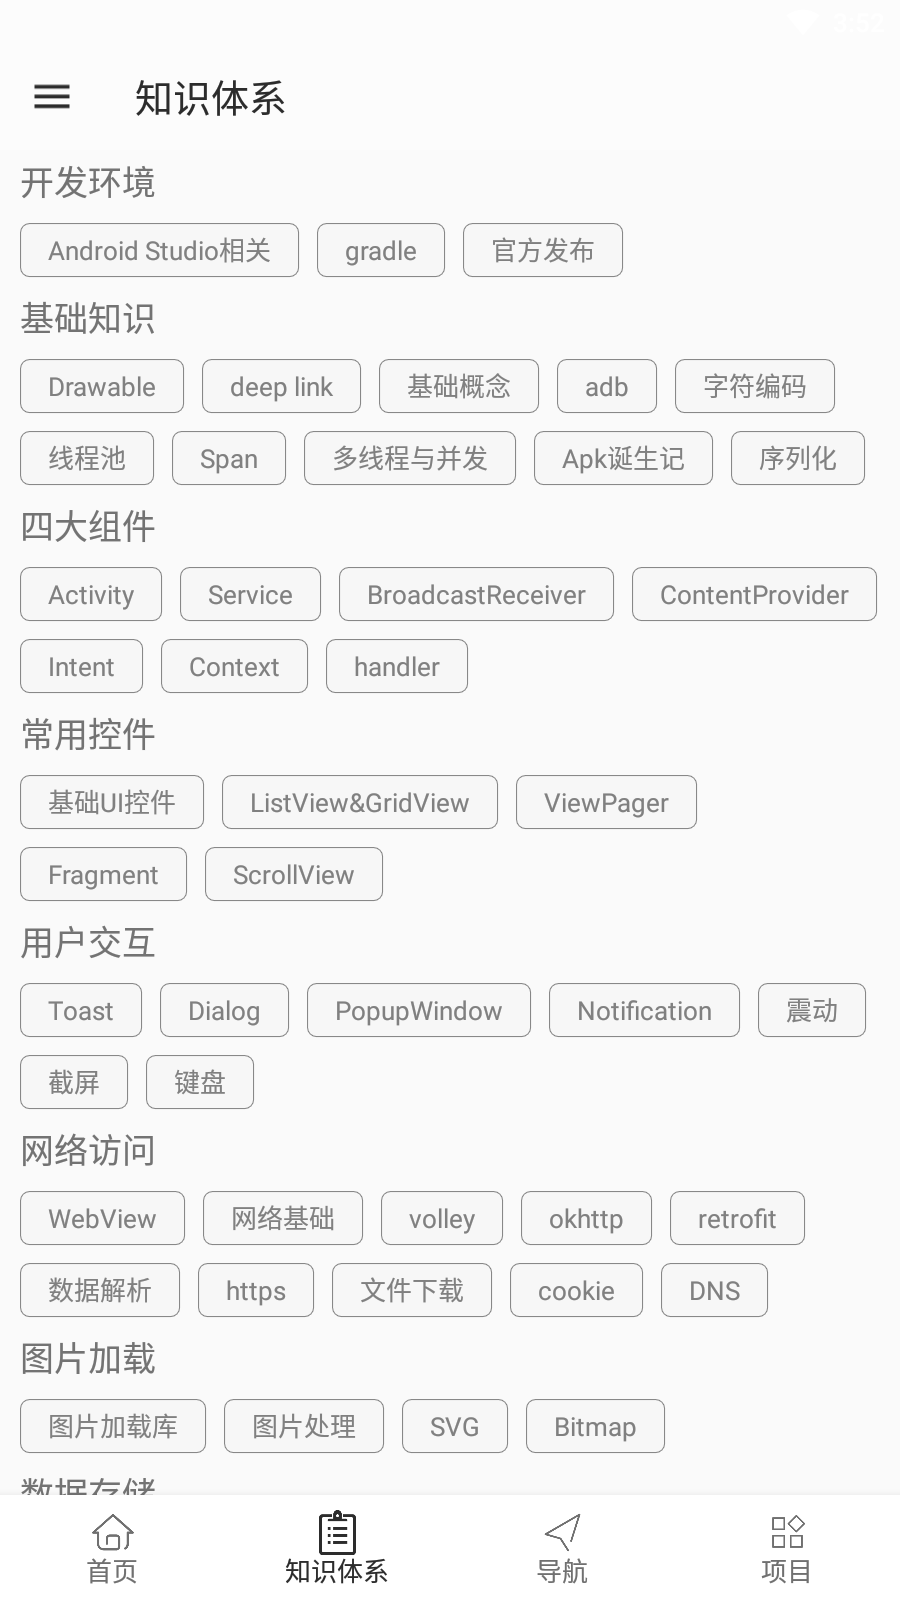 3:52
知识体系
开发环境
Android Studio相关 gradle 官方发布
基础知识
Drawable deep link 基础概念 adb 字符编码
线程池 Span 多线程与并发 Apk诞生记 序列化
四大组件
Activity Service BroadcastReceiver ContentProvider
Intent Context handler
常用控件
基础UI控件 ListView&GridView ViewPager
Fragment ScrollView
用户交互
Toast Dialog PopupWindow Notification 震动
截屏 键盘
网络访问
WebView 网络基础 volley okhttp retrofit
数据解析 https 文件下载 cookie DNS
图片加载
图片加载库 图片处理 SVG Bitmap
数据存储
首页 知识体系 导航 项目